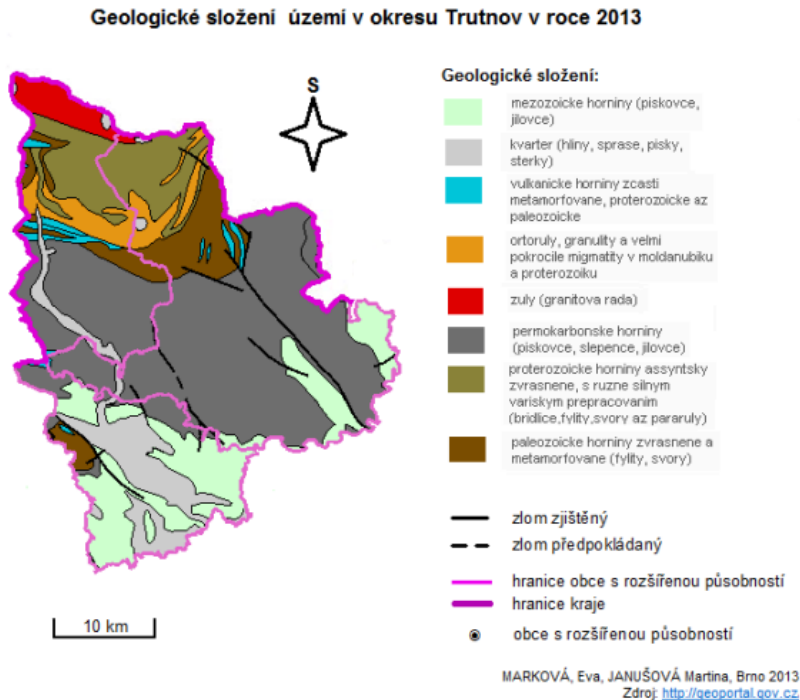 Geologické složení území v okresu Trutnov v roce 2013
S
Geologické složení:
mezozoicke horniny (piskovce,
jilovce)
kvarter (hliny, sprase, pisky,
sterky)
vulkanicke horniny zcasti
metamorfovane, proterozoicke az
paleozoicke
ortoruly, granulity a velmi
pokrocile migmatity v moldanubiku
a proterozoiku
zuly (granitova rada)
permokarbonske horniny
(piskovce, slepence, jilovce)
proterozoicke horniny assyntsky
zvrasnene, s ruzne silnym
variskym prepracovanim
(bridlice,fylity,svory az pararuly)
paleozoicke horniny zvrasnene a
metamorfovane (fylity, svory)
zlom zjištěný
zlom předpokládaný
hranice obce s rozšířenou působností
hranice kraje
obce s rozšířenou působností
10 km
MARKOVÁ, Eva, JANUŠOVÁ Martina, Brno 2013
Zdroj: http://geoportal.gov.cz